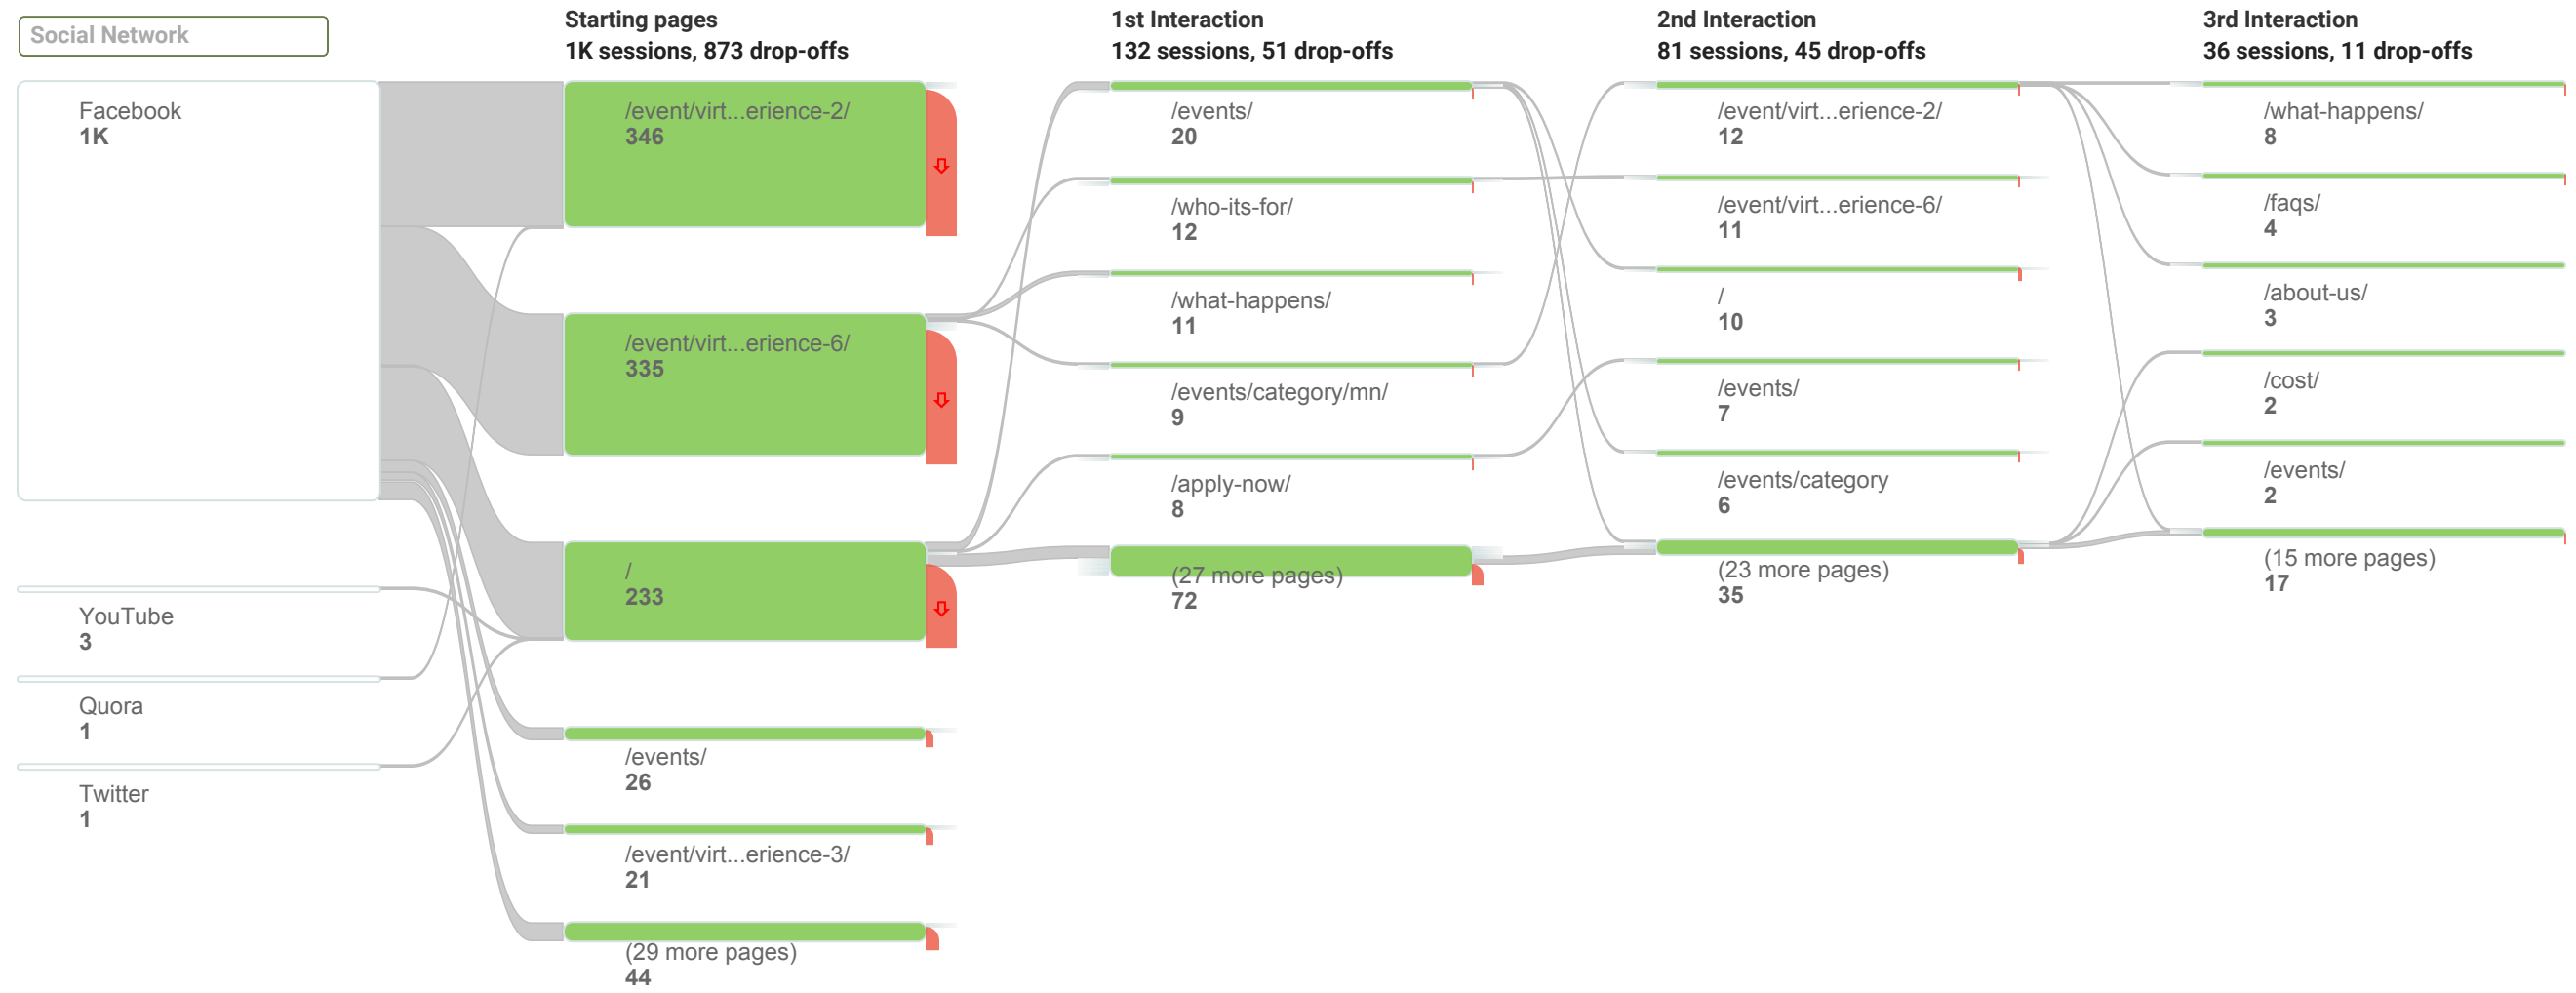 Social Network
Facebook
1K
YouTube
3
Quora
1
Twitter
1
Starting pages
1K sessions, 873 drop-offs
/event/virt...erience-2/
346
/event/virt...erience-6/
335
/
233
/events/
26
/event/virt...erience-3/
21
(29 more pages)
44
1st Interaction
132 sessions, 51 drop-offs
/events/
20
/who-its-for/
12
/what-happens/
11
/events/category/mn/
9
/apply-now/
8
(27 more pages)
72
2nd Interaction
81 sessions, 45 drop-offs
/event/virt...erience-2/
12
/event/virt...erience-6/
11
/
10
/events/
7
/events/category
6
(23 more pages)
35
3rd Interaction
36 sessions, 11 drop-offs
/what-happens/
8
/faqs/
4
/about-us/
3
/cost/
2
/events/
2
(15 more pages)
17